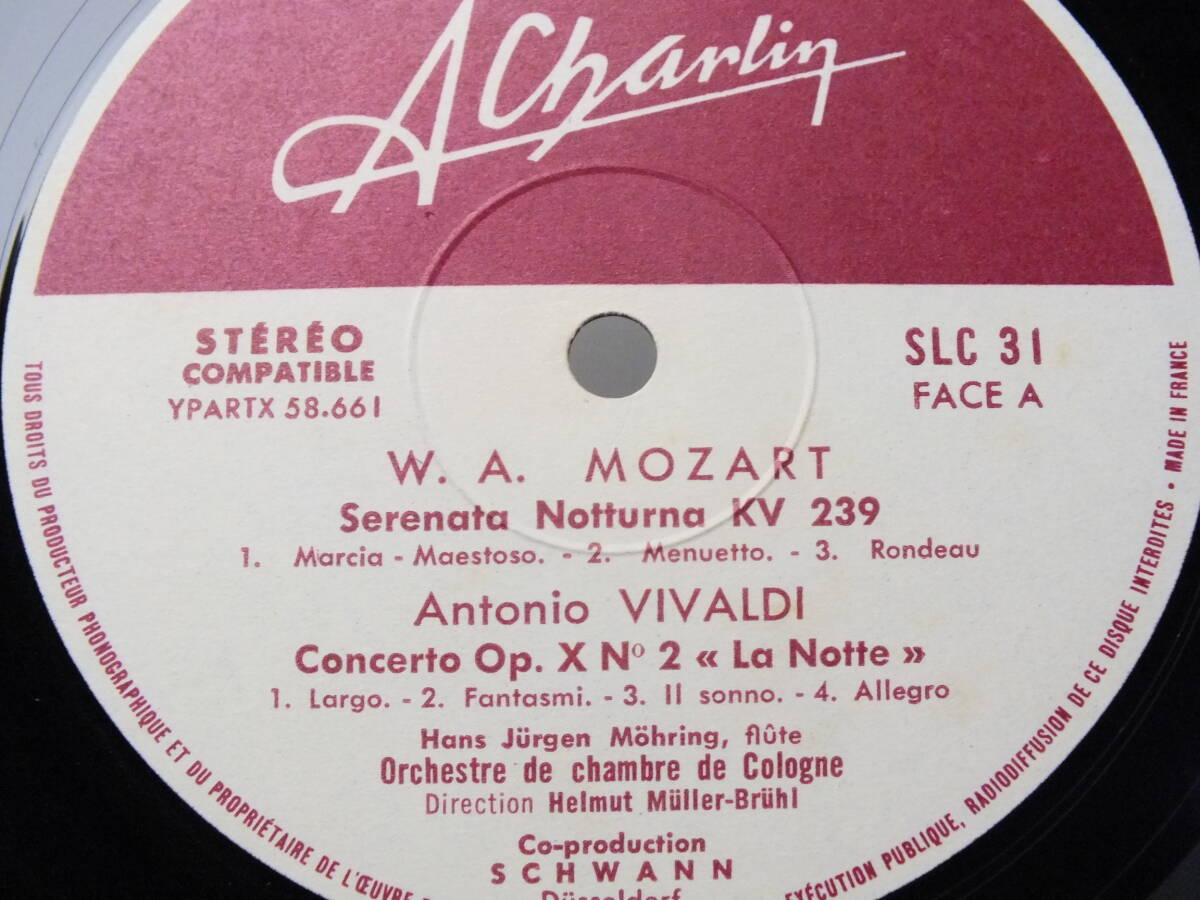 A Charlin
STÉRÉO
COMPATIBLE
YPARTX 58.661
SLC 31
FACE A
W. A. MOZART
Serenata Notturna KV 239
1. Marcia - Maestoso. - 2. Menuetto. - 3. Rondeau
Antonio VIVALDI
Concerto Op. X Nº 2 « La Notte »
1. Largo. - 2. Fantasmi. - 3. Il sonno. - 4. Allegro
Hans Jürgen Möhring, flûte
Orchestre de chambre de Cologne
Direction Helmut Müller-Brühl
Co-production
SCHWANN
Düsseldorf
TOUS DROITS DU PRODUCTEUR PHONOGRAPHIQUE ET DU PROPRIÉTAIRE DE L'ŒUVRE
EXÉCUTION PUBLIQUE, RADIODIFFUSION DE CE DISQUE INTERDITES • MADE IN FRANCE